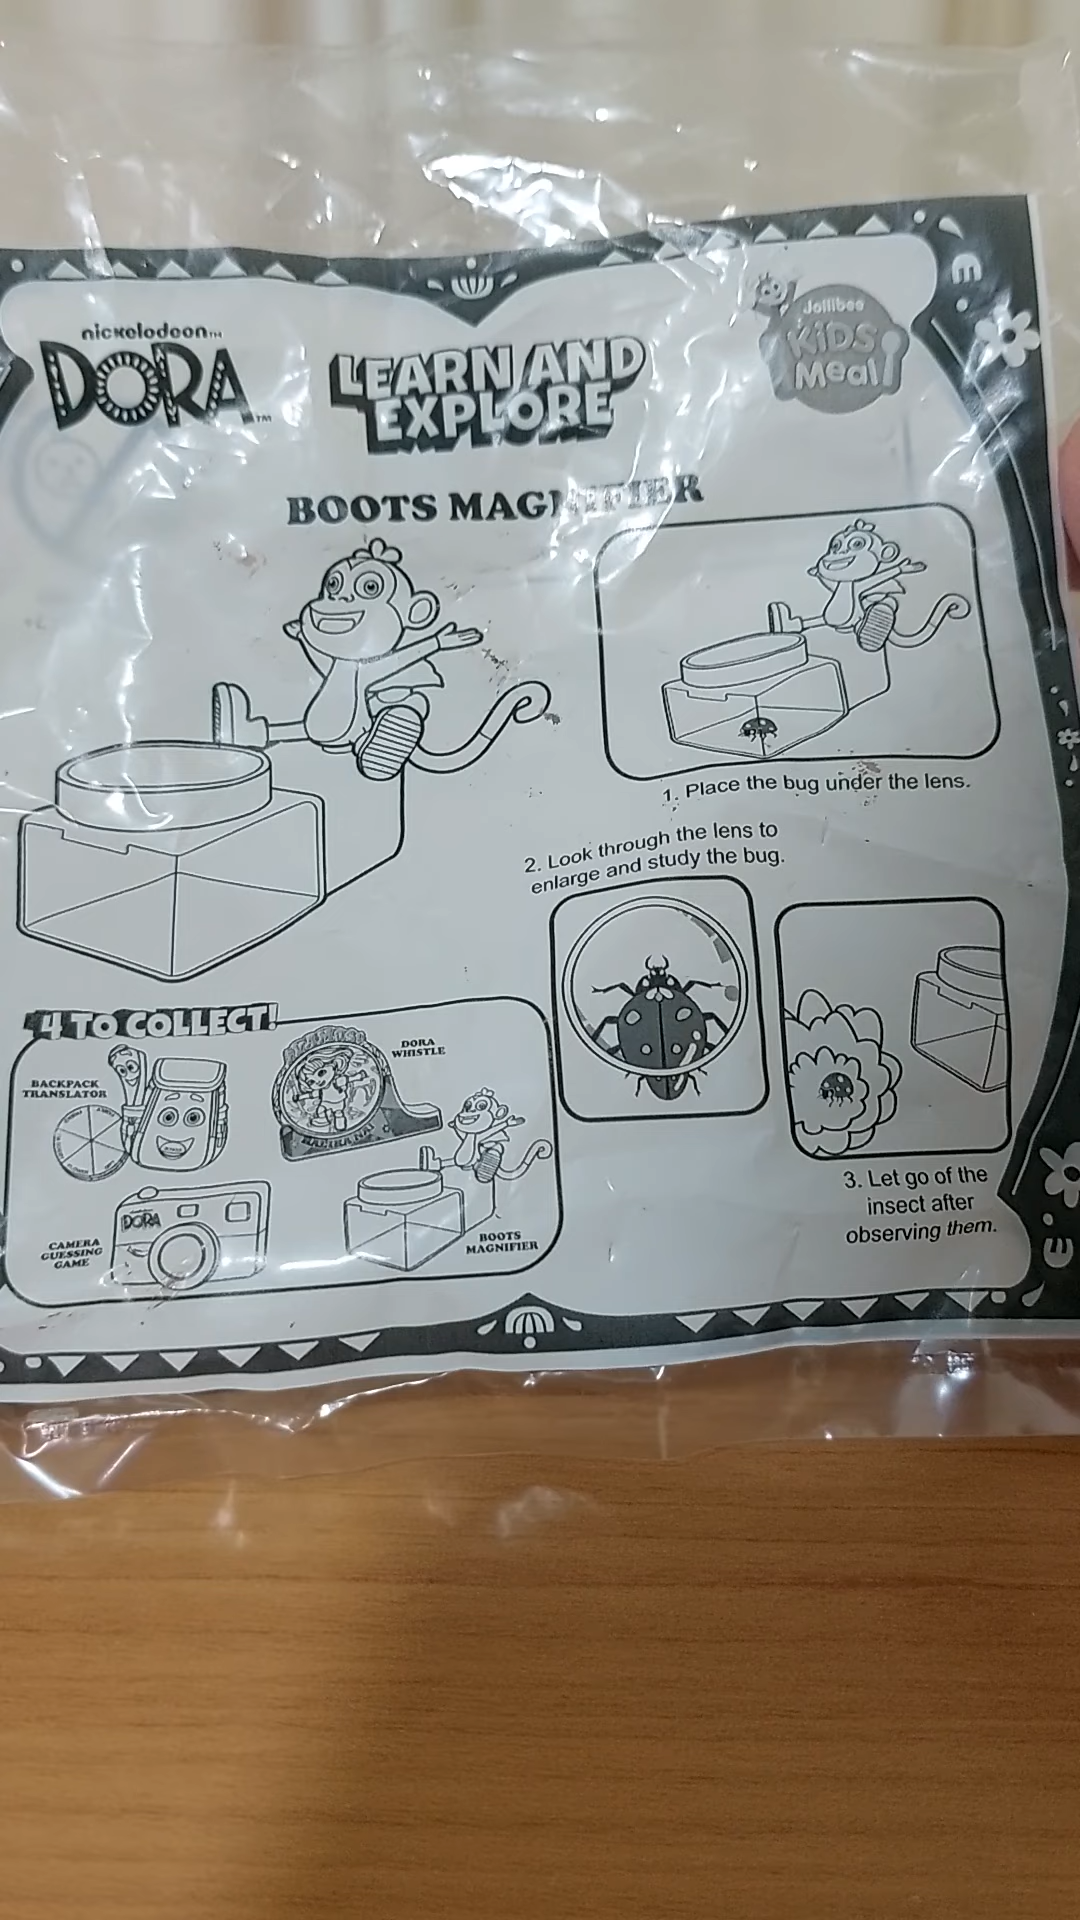 nickelodeon™
DORA™
LEARN AND
EXPLORE
Jollibee
KiDS
Meal
BOOTS MAGNIFIER
1. Place the bug under the lens.
2. Look through the lens to
enlarge and study the bug.
3. Let go of the
insect after
observing them.
4 TO COLLECT!
BACKPACK
TRANSLATOR
DORA
WHISTLE
DORA
CAMERA
GUESSING
GAME
BOOTS
MAGNIFIER